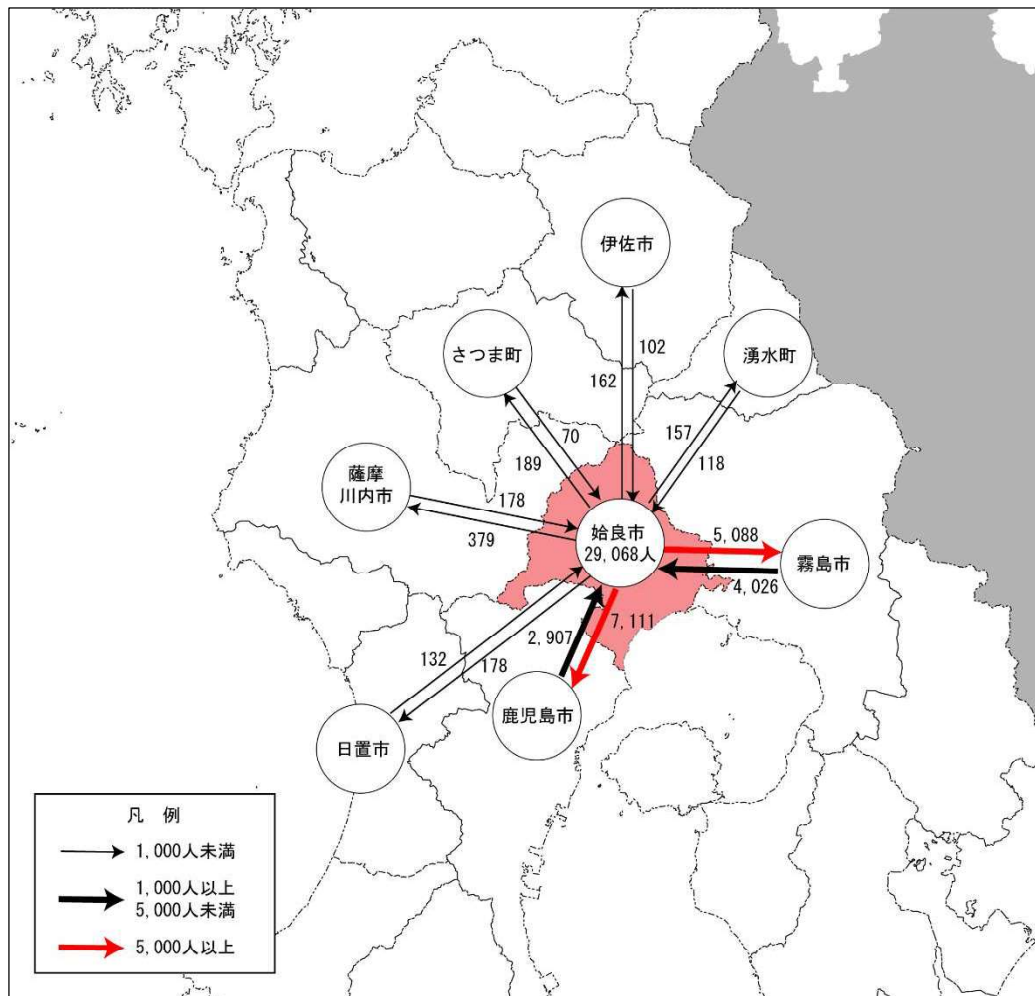 伊佐市
さつま町
湧水町
102
162
70
189
157
118
薩摩
川内市
178
379
姶良市
29,068人
5,088
霧島市
4,026
2,907
7,111
132
178
鹿児島市
日置市
凡 例
1,000人未満
1,000人以上
5,000人未満
5,000人以上